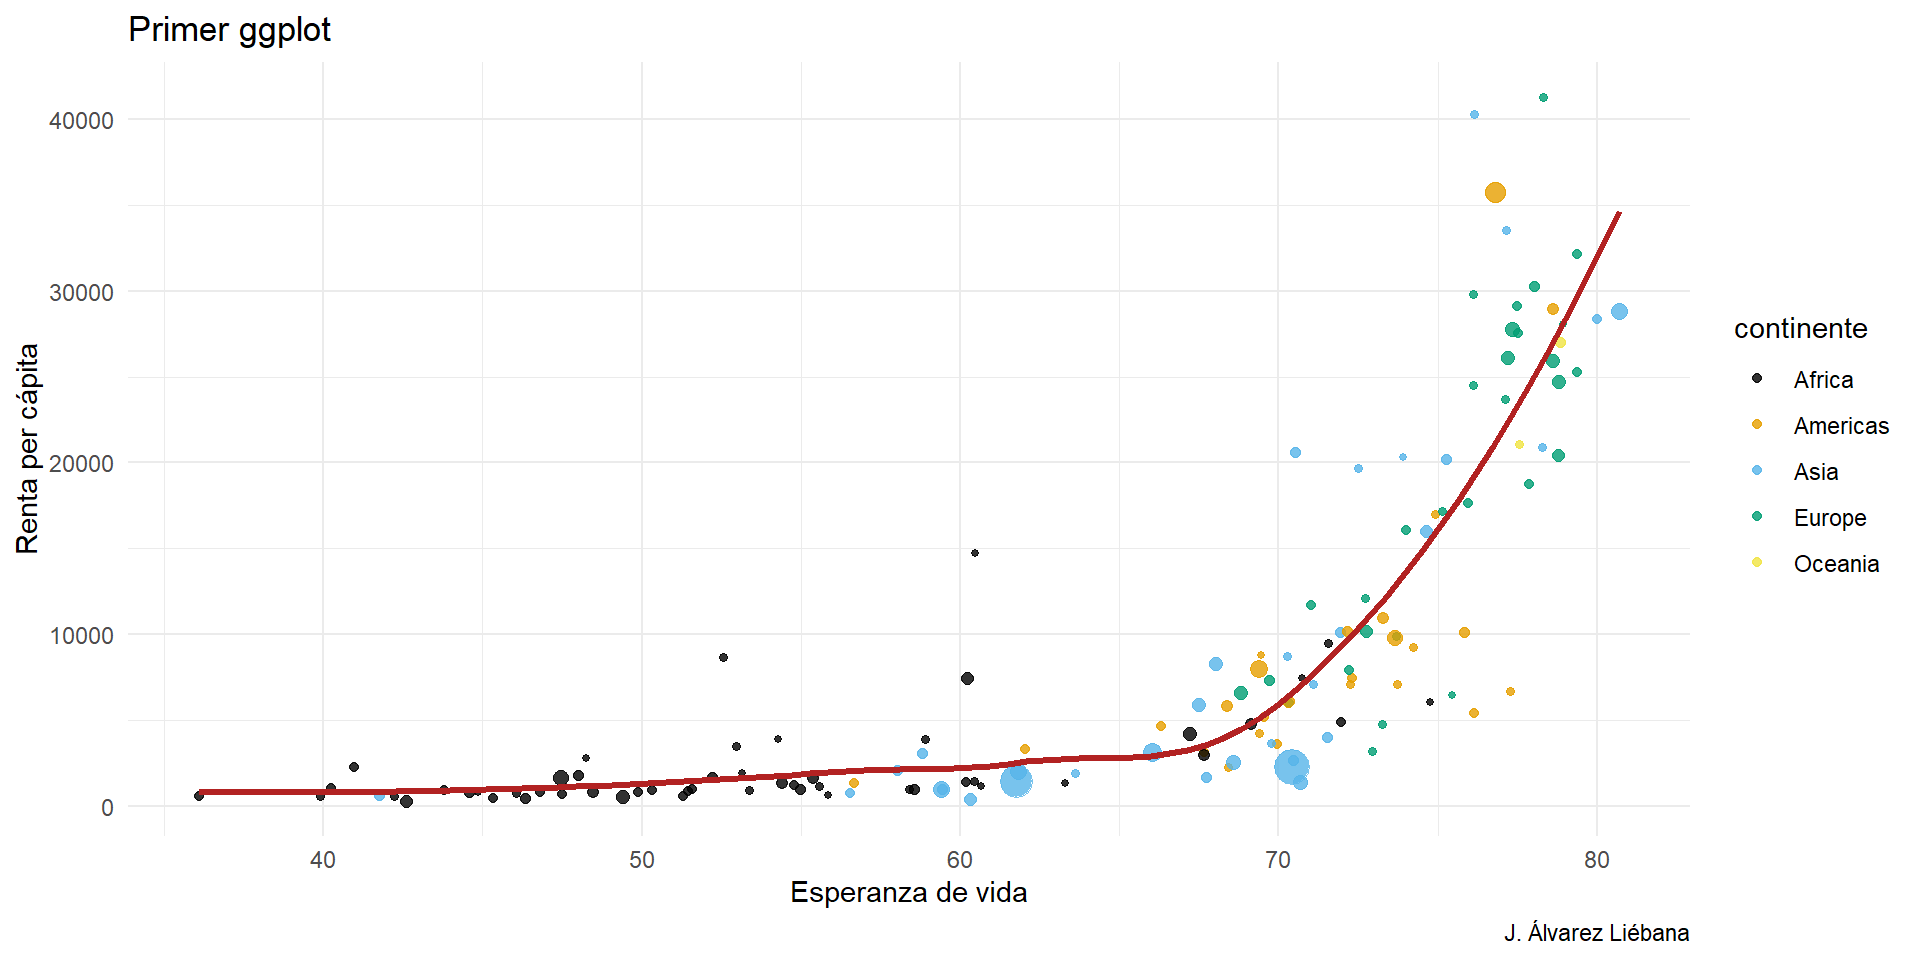 Primer ggplot
Renta per cápita
40000
30000
20000
10000
0
40 50 60 70 80
Esperanza de vida
continente
Africa
Americas
Asia
Europe
Oceania
J. Álvarez Liébana